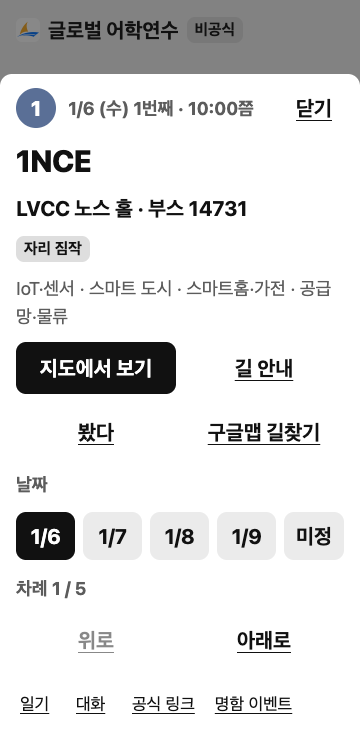 글로벌 어학연수 비공식
1 1/6 (수) 1번째 · 10:00쯤 닫기
1NCE
LVCC 노스 홀 · 부스 14731
자리 짐작
IoT·센서 · 스마트 도시 · 스마트홈·가전 · 공급
망·물류
지도에서 보기 길 안내
봤다 구글맵 길찾기
날짜
1/6 1/7 1/8 1/9 미정
차례 1 / 5
위로 아래로
일기 대화 공식 링크 명함 이벤트